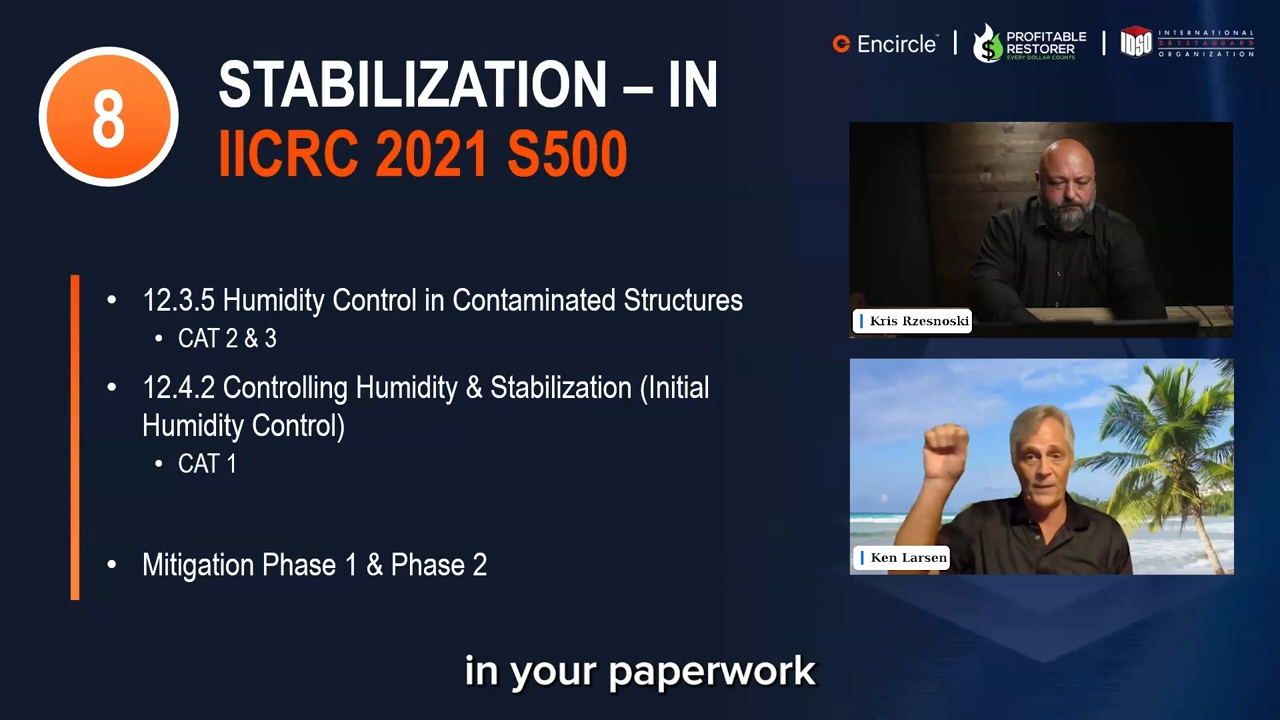 8
STABILIZATION – IN
IICRC 2021 S500
Encircle™
PROFITABLE
RESTORER
EVERY DOLLAR COUNTS
IDSO
INTERNATIONAL
DRYSTANDARD
ORGANIZATION
• 12.3.5 Humidity Control in Contaminated Structures
• CAT 2 & 3
• 12.4.2 Controlling Humidity & Stabilization (Initial
Humidity Control)
• CAT 1
• Mitigation Phase 1 & Phase 2
Kris Rzesnoski
Ken Larsen
in your paperwork